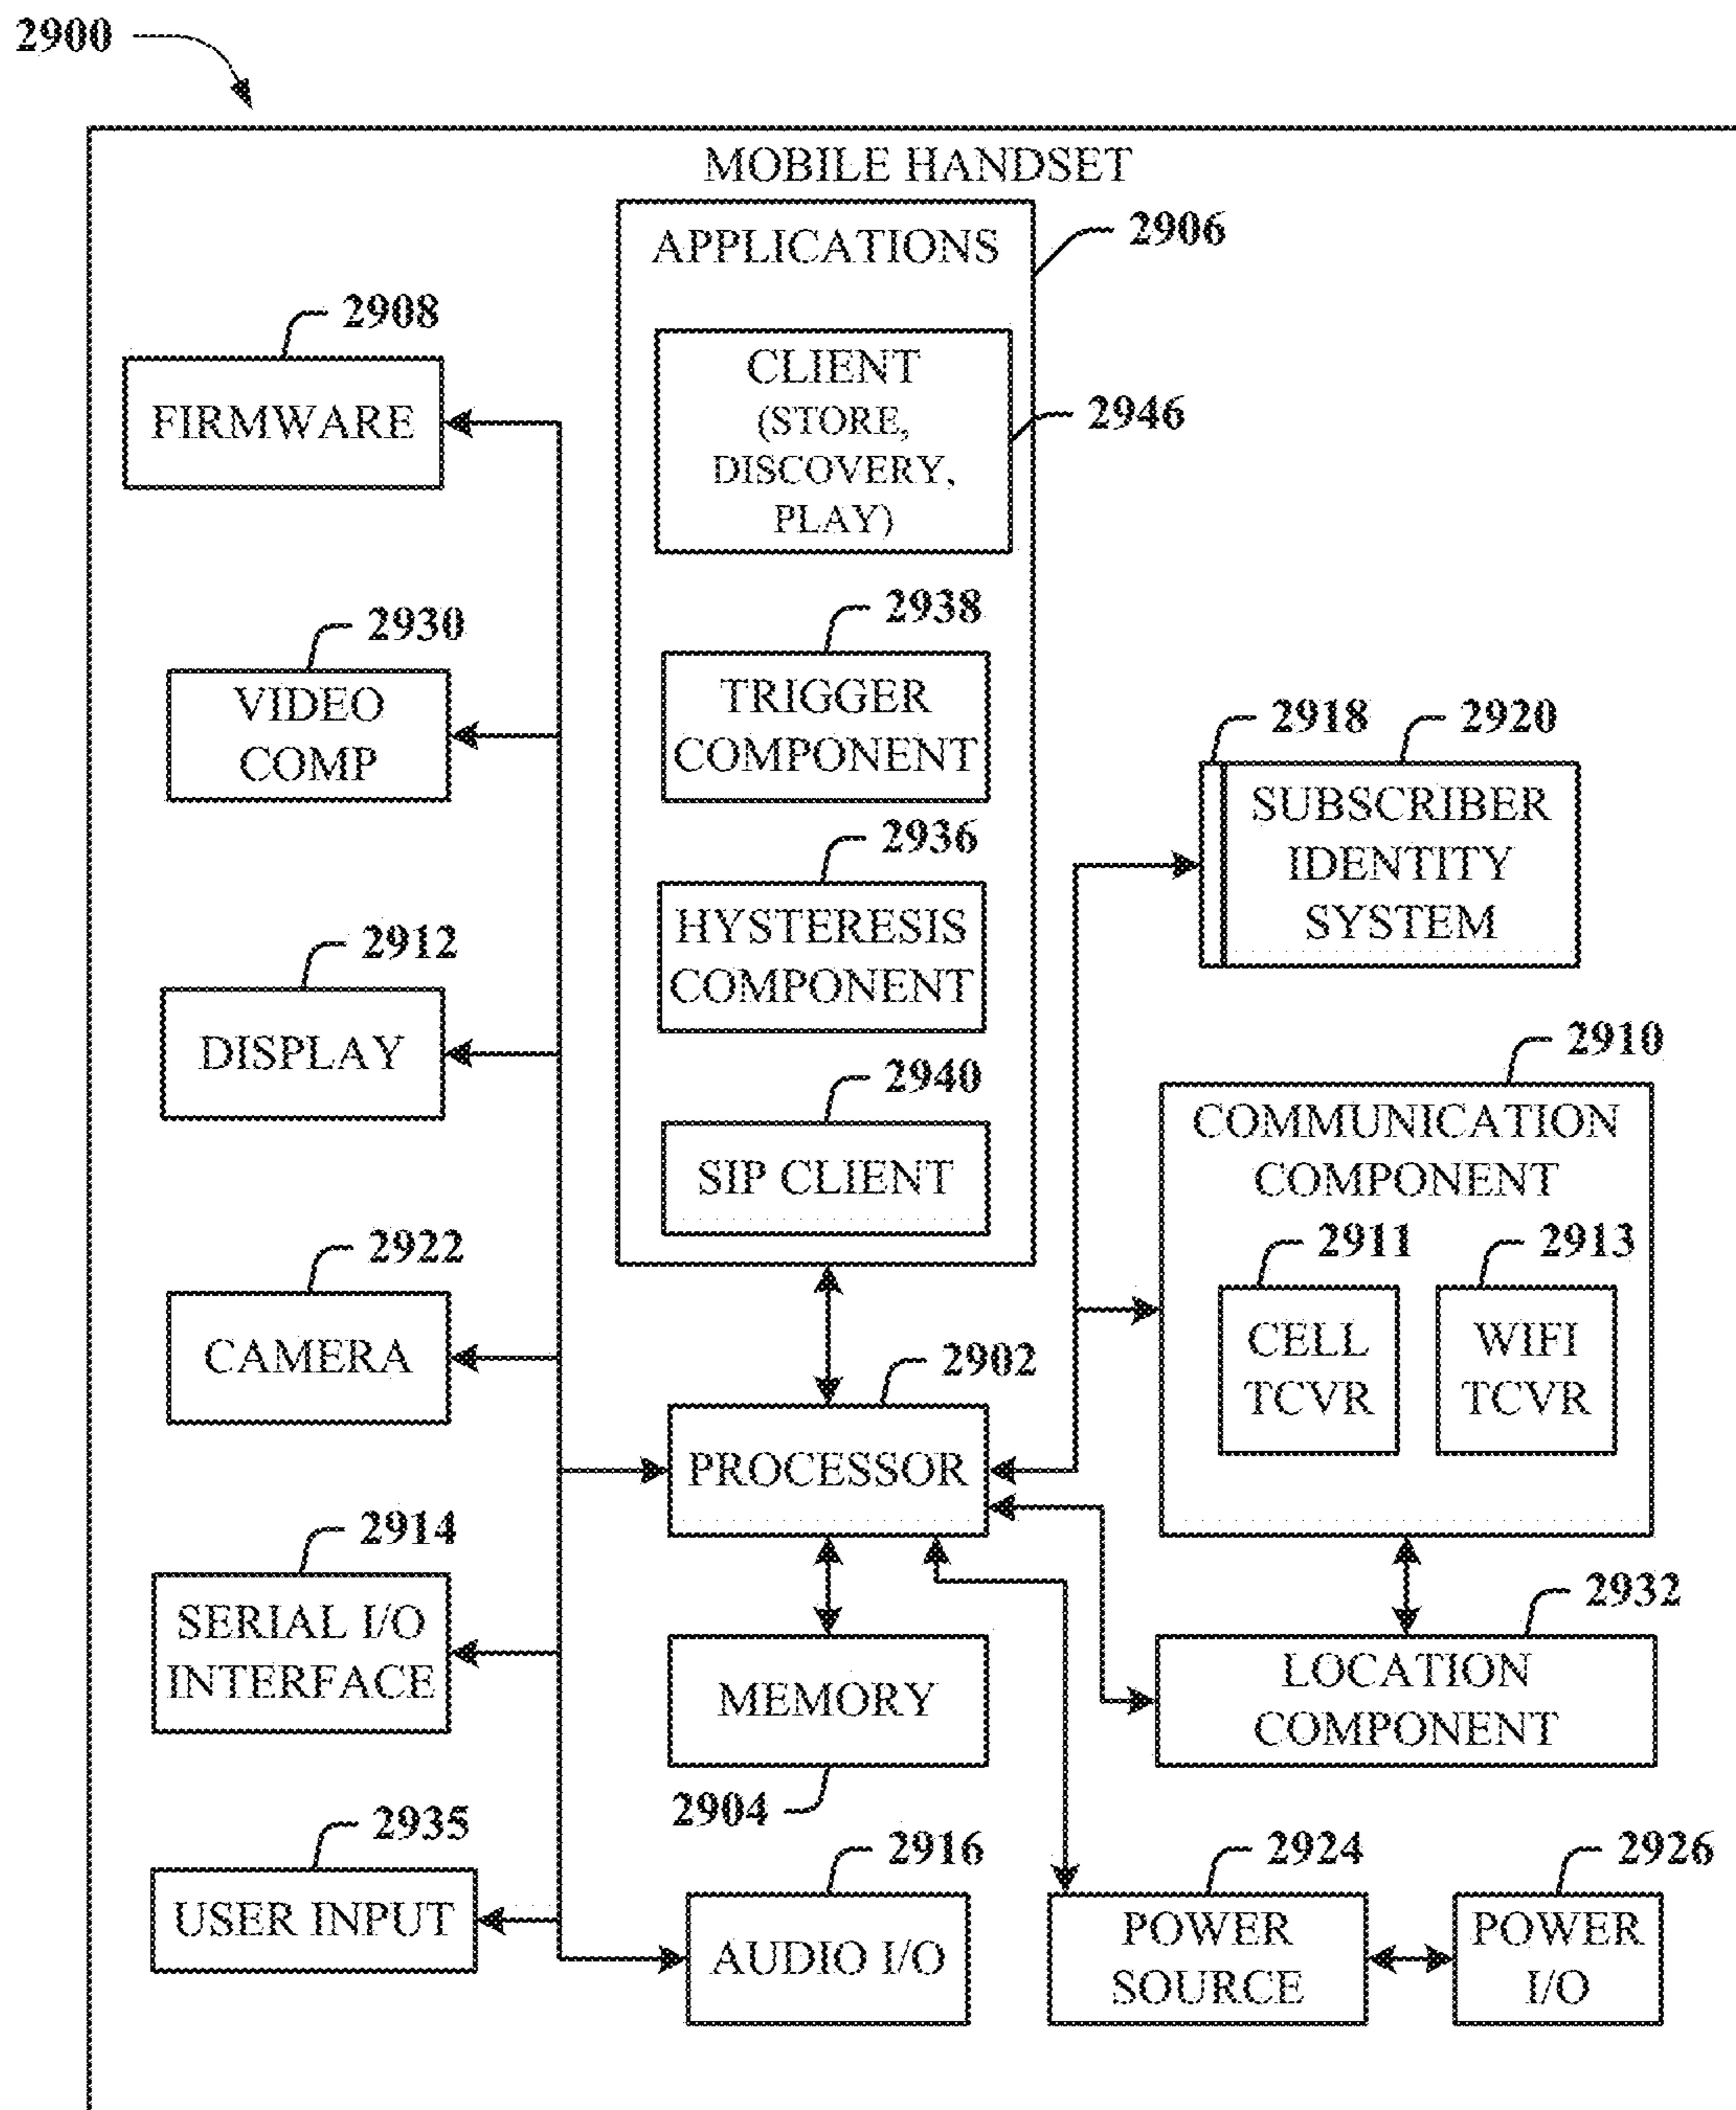 2900
MOBILE HANDSET
APPLICATIONS
2906
CLIENT
(STORE,
DISCOVERY,
PLAY)
2946
2938
TRIGGER
COMPONENT
2936
HYSTERESIS
COMPONENT
2940
SIP CLIENT
2908
FIRMWARE
2930
VIDEO
COMP
2912
DISPLAY
2922
CAMERA
2914
SERIAL I/O
INTERFACE
2935
USER INPUT
2902
PROCESSOR
MEMORY
2904
2916
AUDIO I/O
2918
2920
SUBSCRIBER
IDENTITY
SYSTEM
2910
COMMUNICATION
COMPONENT
2911
CELL
TCVR
2913
WIFI
TCVR
2932
LOCATION
COMPONENT
2924
POWER
SOURCE
2926
POWER
I/O